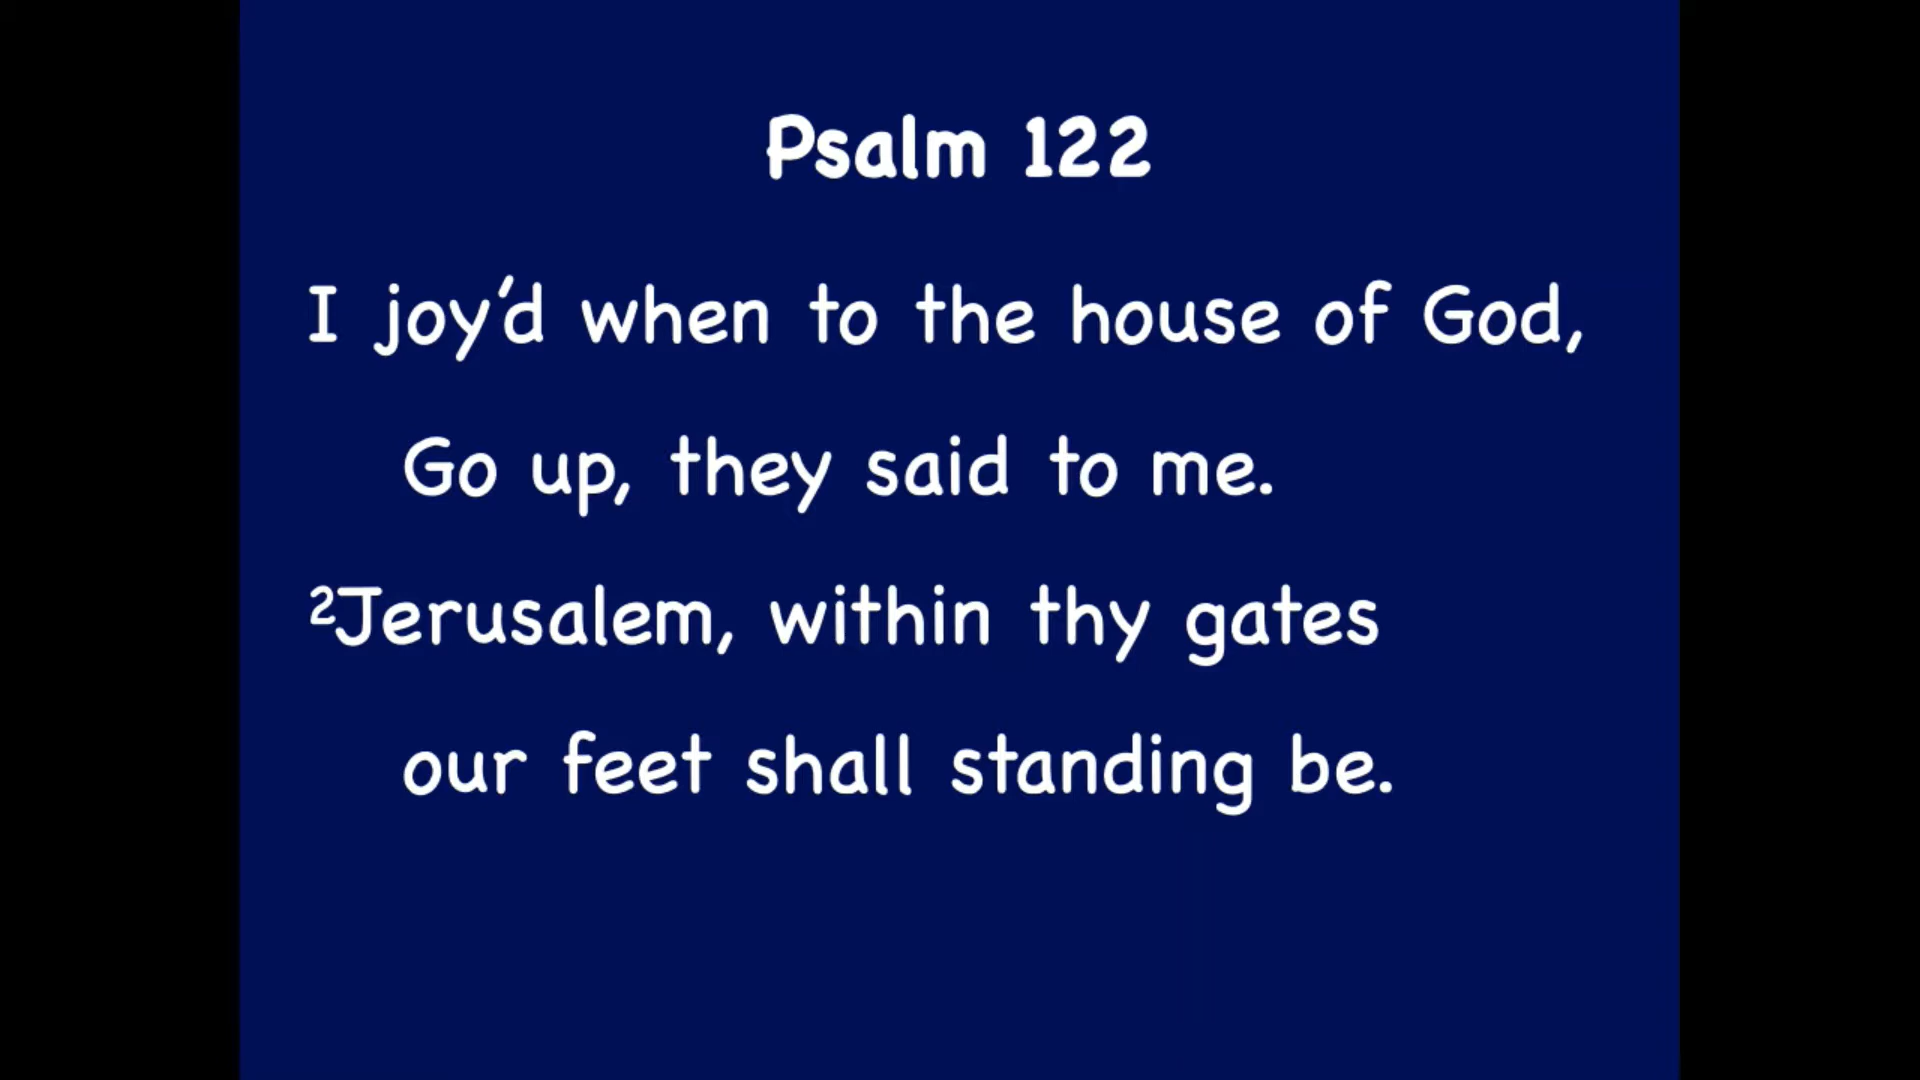 Psalm 122
I joy’d when to the house of God,
Go up, they said to me.
²Jerusalem, within thy gates
our feet shall standing be.